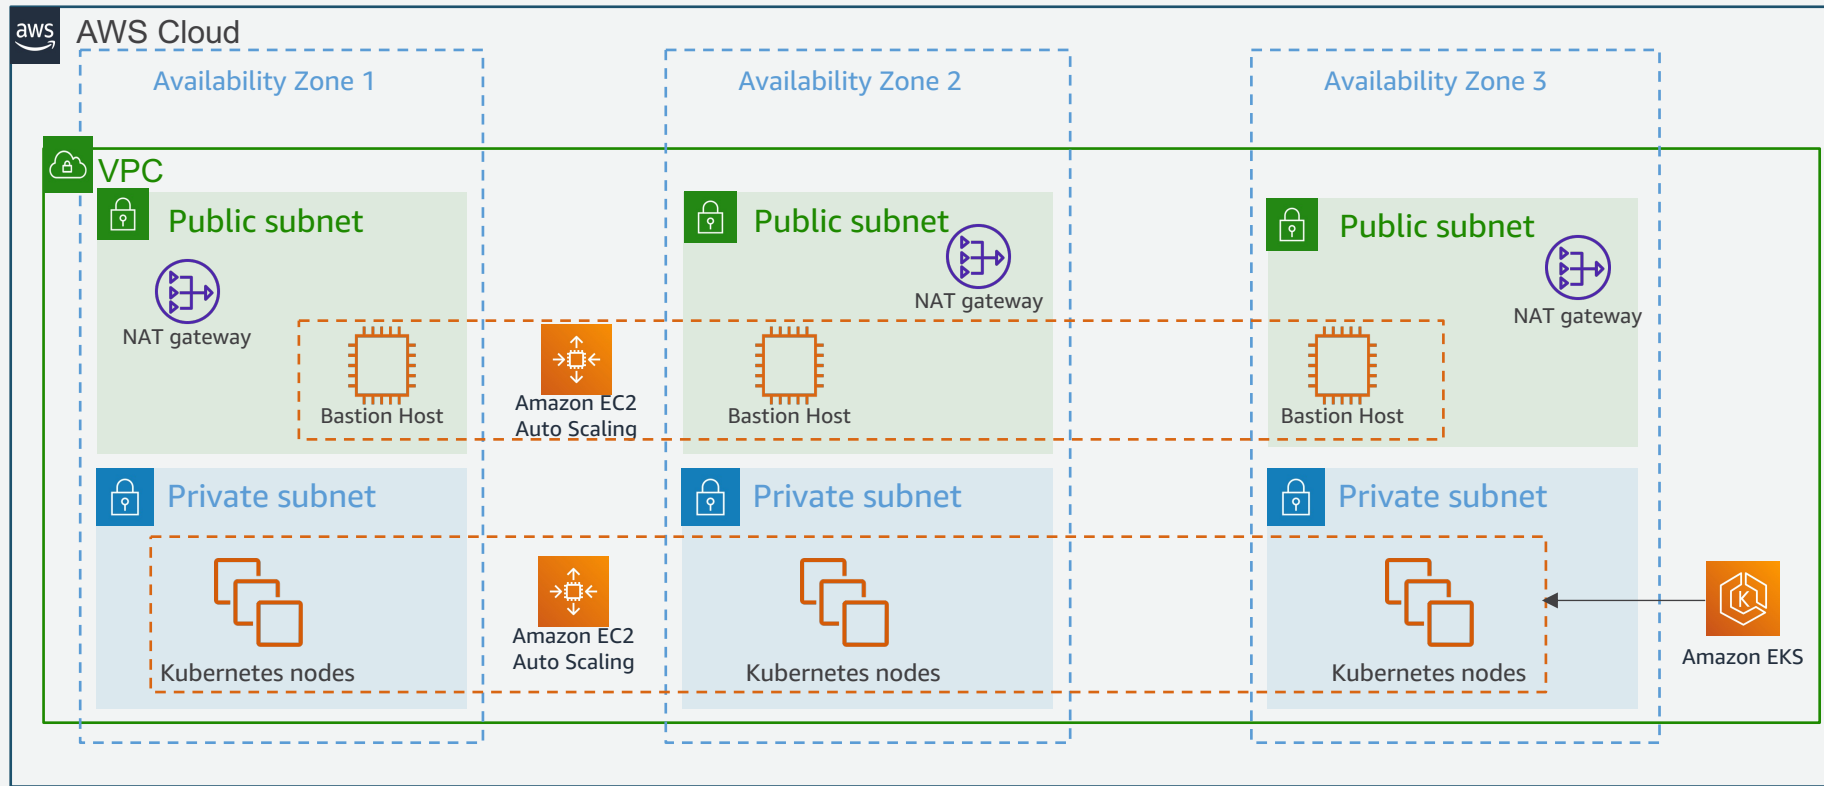 aws
AWS Cloud
Availability Zone 1
Availability Zone 2
Availability Zone 3
VPC
Public subnet
Public subnet
Public subnet
NAT gateway
NAT gateway
NAT gateway
Bastion Host
Amazon EC2
Auto Scaling
Bastion Host
Bastion Host
Private subnet
Private subnet
Private subnet
Kubernetes nodes
Amazon EC2
Auto Scaling
Kubernetes nodes
Kubernetes nodes
K
Amazon EKS